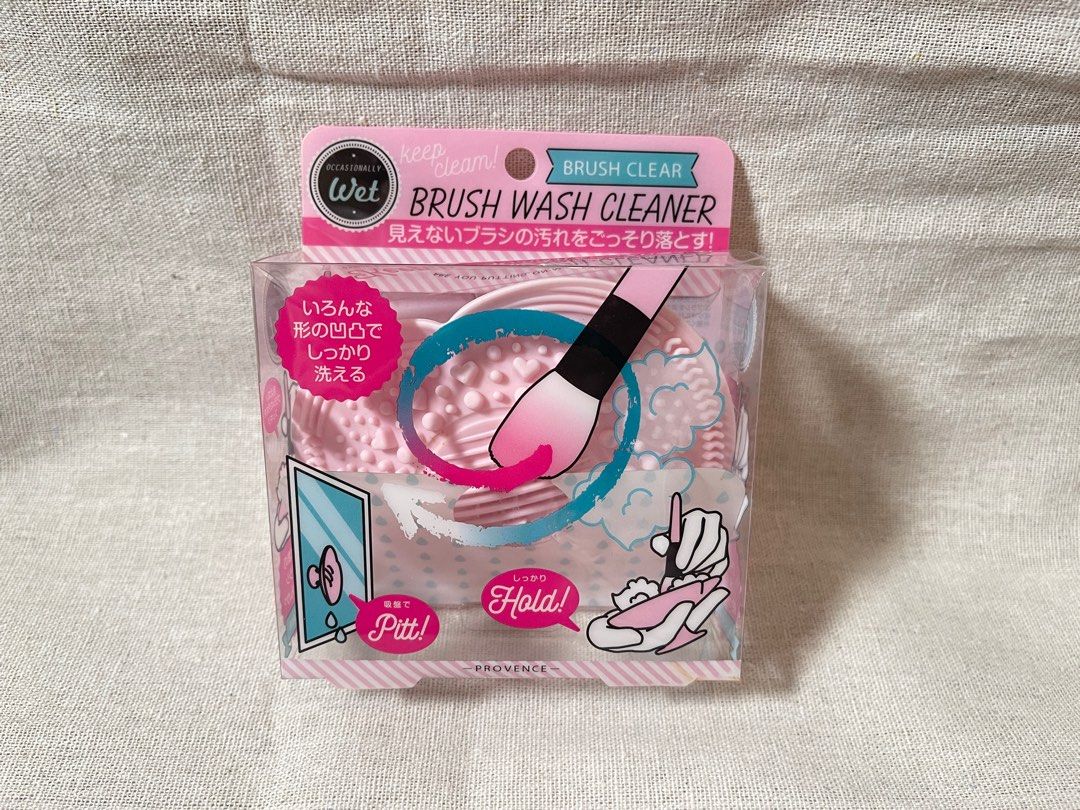 OCCASIONALLY
Wet
keep
cleam!
BRUSH CLEAR
BRUSH WASH CLEANER
見えないブラシの汚れをごっそり落とす!
いろんな
形の凹凸で
しっかり
洗える
吸盤で
Pitt!
しっかり
Hold!
PROVENCE